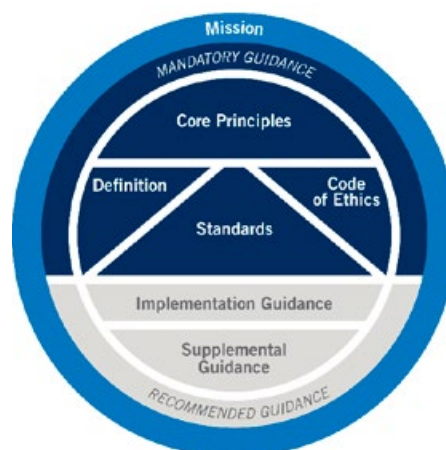 Mission
MANDATORY GUIDANCE
Core Principles
Definition
Code
of Ethics
Standards
Implementation Guidance
Supplemental
Guidance
RECOMMENDED GUIDANCE